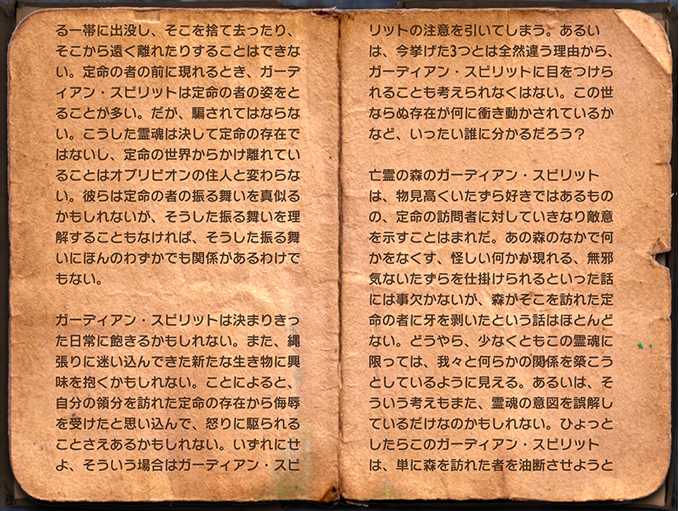 る一帯に出没し、そこを捨て去ったり、
そこから遠く離れたりすることはできな
い。定命の者の前に現れるとき、ガーデ
ィアン・スピリットは定命の者の姿をと
ることが多い。だが、騙されてはならな
い。こうした霊魂は決して定命の存在で
はないし、定命の世界からかけ離れてい
ることはオブリビオンの住人と変わらな
い。彼らは定命の者の振る舞いを真似る
かもしれないが、そうした振る舞いを理
解することもなければ、そうした振る舞
いにほんのわずかでも関係があるわけで
もない。
ガーディアン・スピリットは決まりきっ
た日常に飽きるかもしれない。また、縄
張りに迷い込んできた新たな生き物に興
味を抱くかもしれない。ことによると、
自分の領分を訪れた定命の存在から侮辱
を受けたと思い込んで、怒りに駆られる
ことさえあるかもしれない。いずれにせ
よ、そういう場合はガーディアン・スピ
リットの注意を引いてしまう。あるい
は、今挙げた3つとは全然違う理由から、
ガーディアン・スピリットに目をつけら
れることも考えられなくはない。この世
ならぬ存在が何に衝き動かされているか
など、いったい誰に分かるだろう？
亡霊の森のガーディアン・スピリット
は、物見高くいたずら好きではあるもの
の、定命の訪問者に対していきなり敵意
を示すことはまれだ。あの森のなかで何
かをなくす、怪しい何かが現れる、無邪
気ないたずらを仕掛けられるといった話
には事欠かないが、森がそこを訪れた定
命の者に牙を剥いたという話はほとんど
ない。どうやら、少なくともこの霊魂に
限っては、我々と何らかの関係を築こう
としているように見える。あるいは、そ
ういう考えもまた、霊魂の意図を誤解し
ているだけなのかもしれない。ひょっと
したらこのガーディアン・スピリット
は、単に森を訪れた者を油断させようと